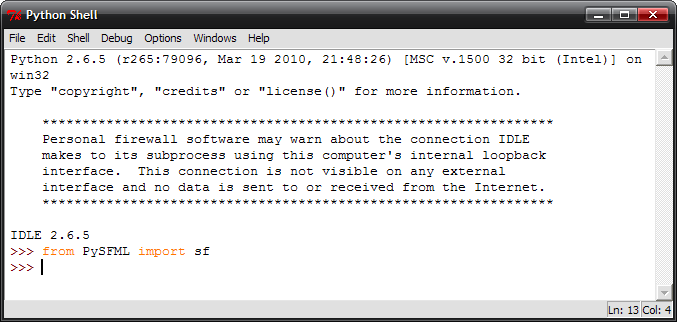 Python Shell
File Edit Shell Debug Options Windows Help
Python 2.6.5 (r265:79096, Mar 19 2010, 21:48:26) [MSC v.1500 32 bit (Intel)] on
win32
Type "copyright", "credits" or "license()" for more information.
****************************************************************
Personal firewall software may warn about the connection IDLE
makes to its subprocess using this computer's internal loopback
interface.  This connection is not visible on any external
interface and no data is sent to or received from the Internet.
****************************************************************
IDLE 2.6.5
>>> from PySFML import sf
>>>
Ln: 13 Col: 4